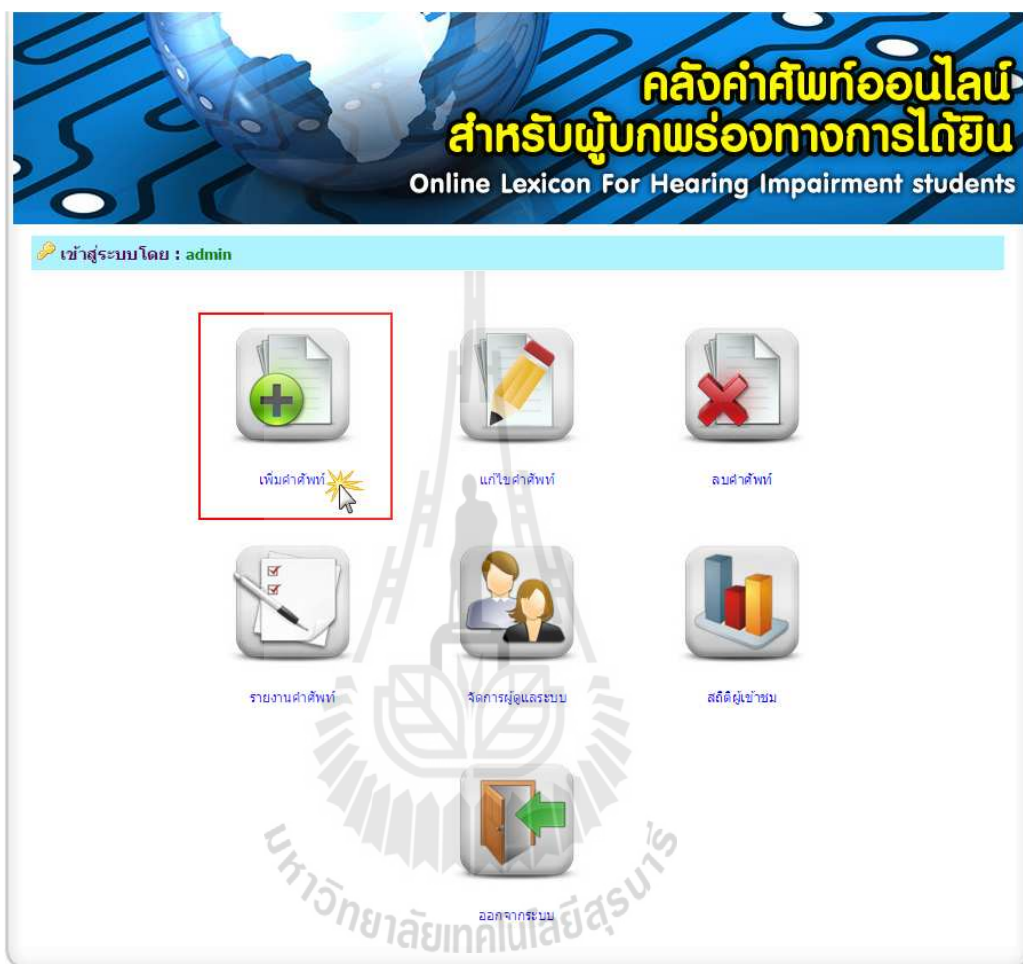 คลังคำศัพท์ออนไลน์
สำหรับผู้บกพร่องทางการได้ยิน
Online Lexicon For Hearing Impairment students
เข้าสู่ระบบโดย : admin
เพิ่มคำศัพท์
แก้ไขคำศัพท์
ลบคำศัพท์
รายงานคำศัพท์
จัดการผู้ดูแลระบบ
สถิติผู้เข้าชม
ออกจากระบบ
มหาวิทยาลัยเทคโนโลยีสุรนารี